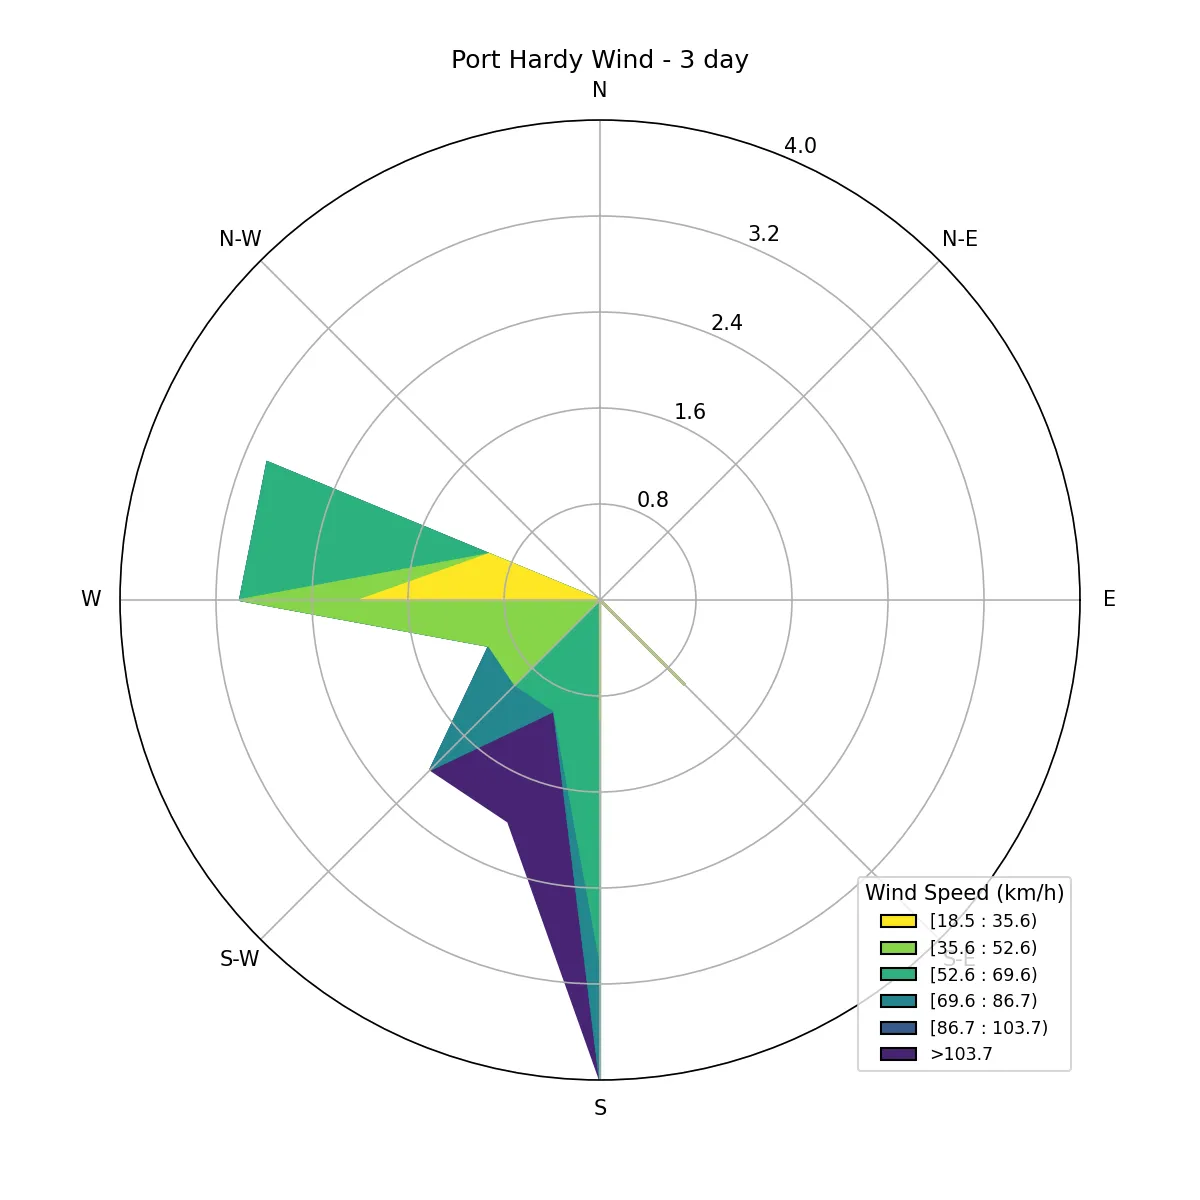 Port Hardy Wind - 3 day
N
4.0
3.2
N-W
N-E
2.4
1.6
0.8
W
E
Wind Speed (km/h)
[18.5 : 35.6)
[35.6 : 52.6)
S-W
S-E
[52.6 : 69.6)
[69.6 : 86.7)
[86.7 : 103.7)
>103.7
S